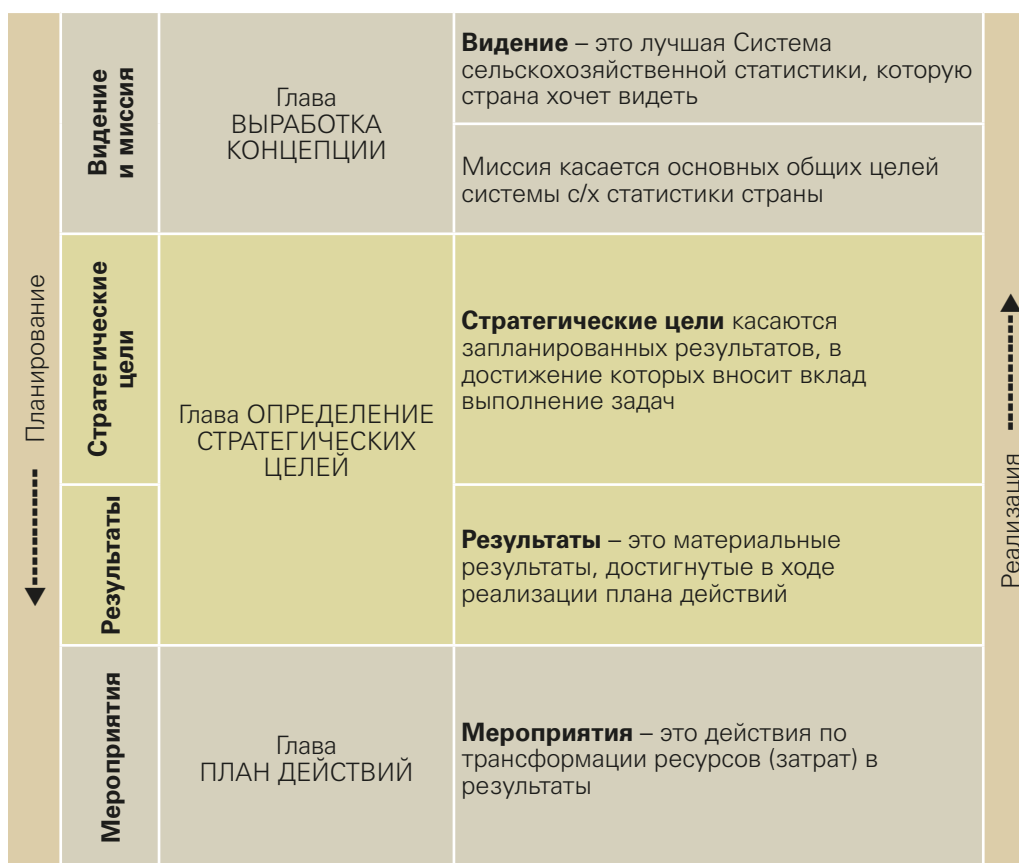 Планирование
Видение
и миссия
Глава
ВЫРАБОТКА
КОНЦЕПЦИИ
Видение – это лучшая Система
сельскохозяйственной статистики, которую
страна хочет видеть
Миссия касается основных общих целей
системы с/х статистики страны
Стратегические
цели
Глава ОПРЕДЕЛЕНИЕ
СТРАТЕГИЧЕСКИХ
ЦЕЛЕЙ
Стратегические цели касаются
запланированных результатов, в
достижение которых вносит вклад
выполнение задач
Результаты
Результаты – это материальные
результаты, достигнутые в ходе
реализации плана действий
Мероприятия
Глава
ПЛАН ДЕЙСТВИЙ
Мероприятия – это действия по
трансформации ресурсов (затрат) в
результаты
Реализация